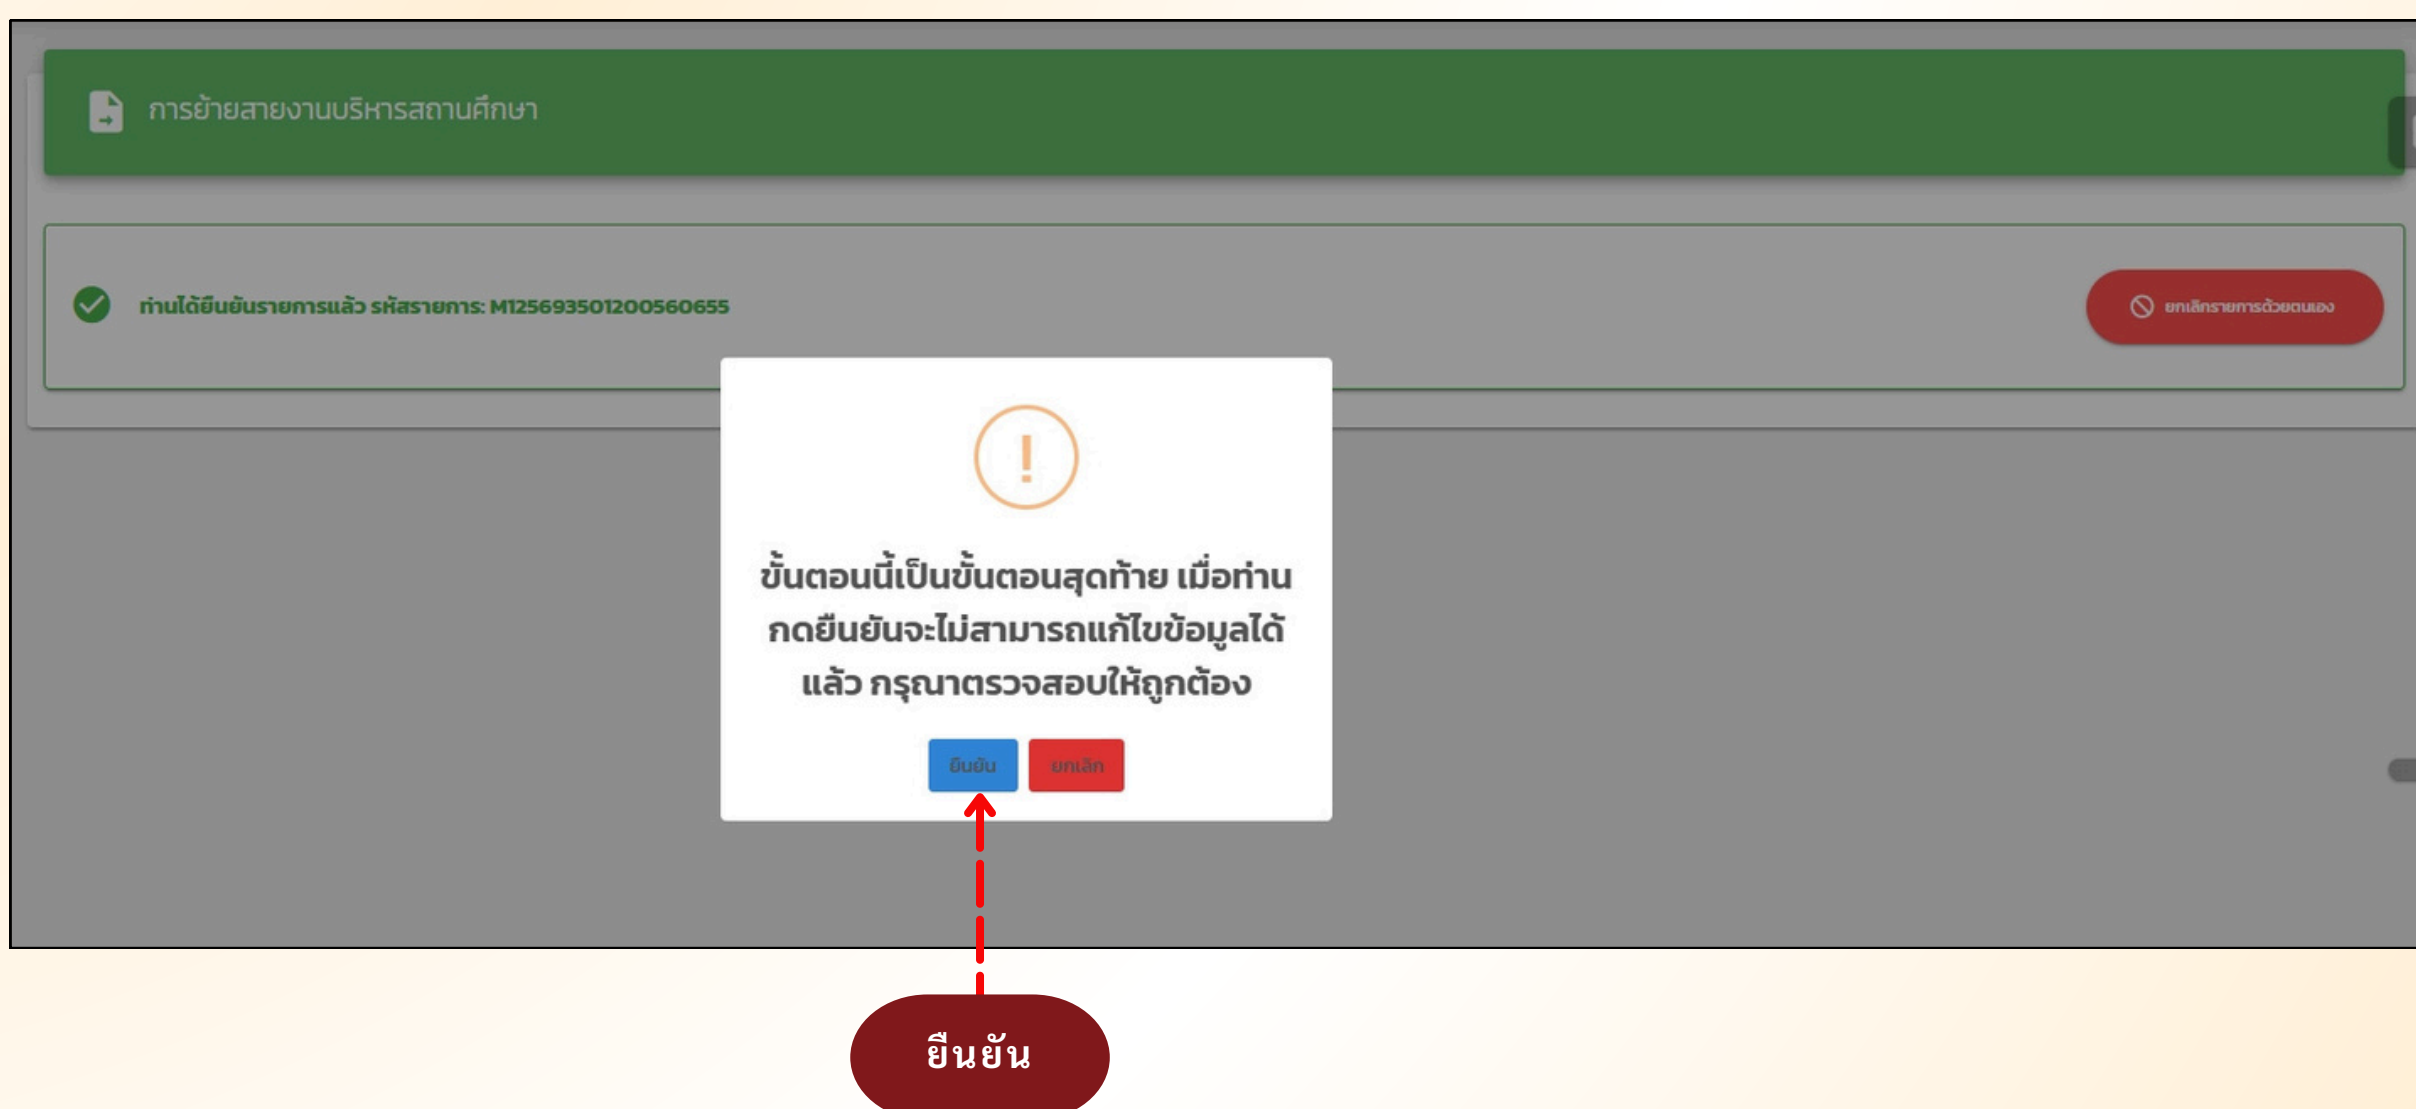 การย้ายสายงานบริหารสถานศึกษา
ท่านได้ยืนยันรายการแล้ว รหัสรายการ: M125693501200560655
ยกเลิกรายการด้วยตนเอง
!
ขั้นตอนนี้เป็นขั้นตอนสุดท้าย เมื่อท่าน
กดยืนยันจะไม่สามารถแก้ไขข้อมูลได้
แล้ว กรุณาตรวจสอบให้ถูกต้อง
ยืนยัน ยกเลิก
ยืนยัน